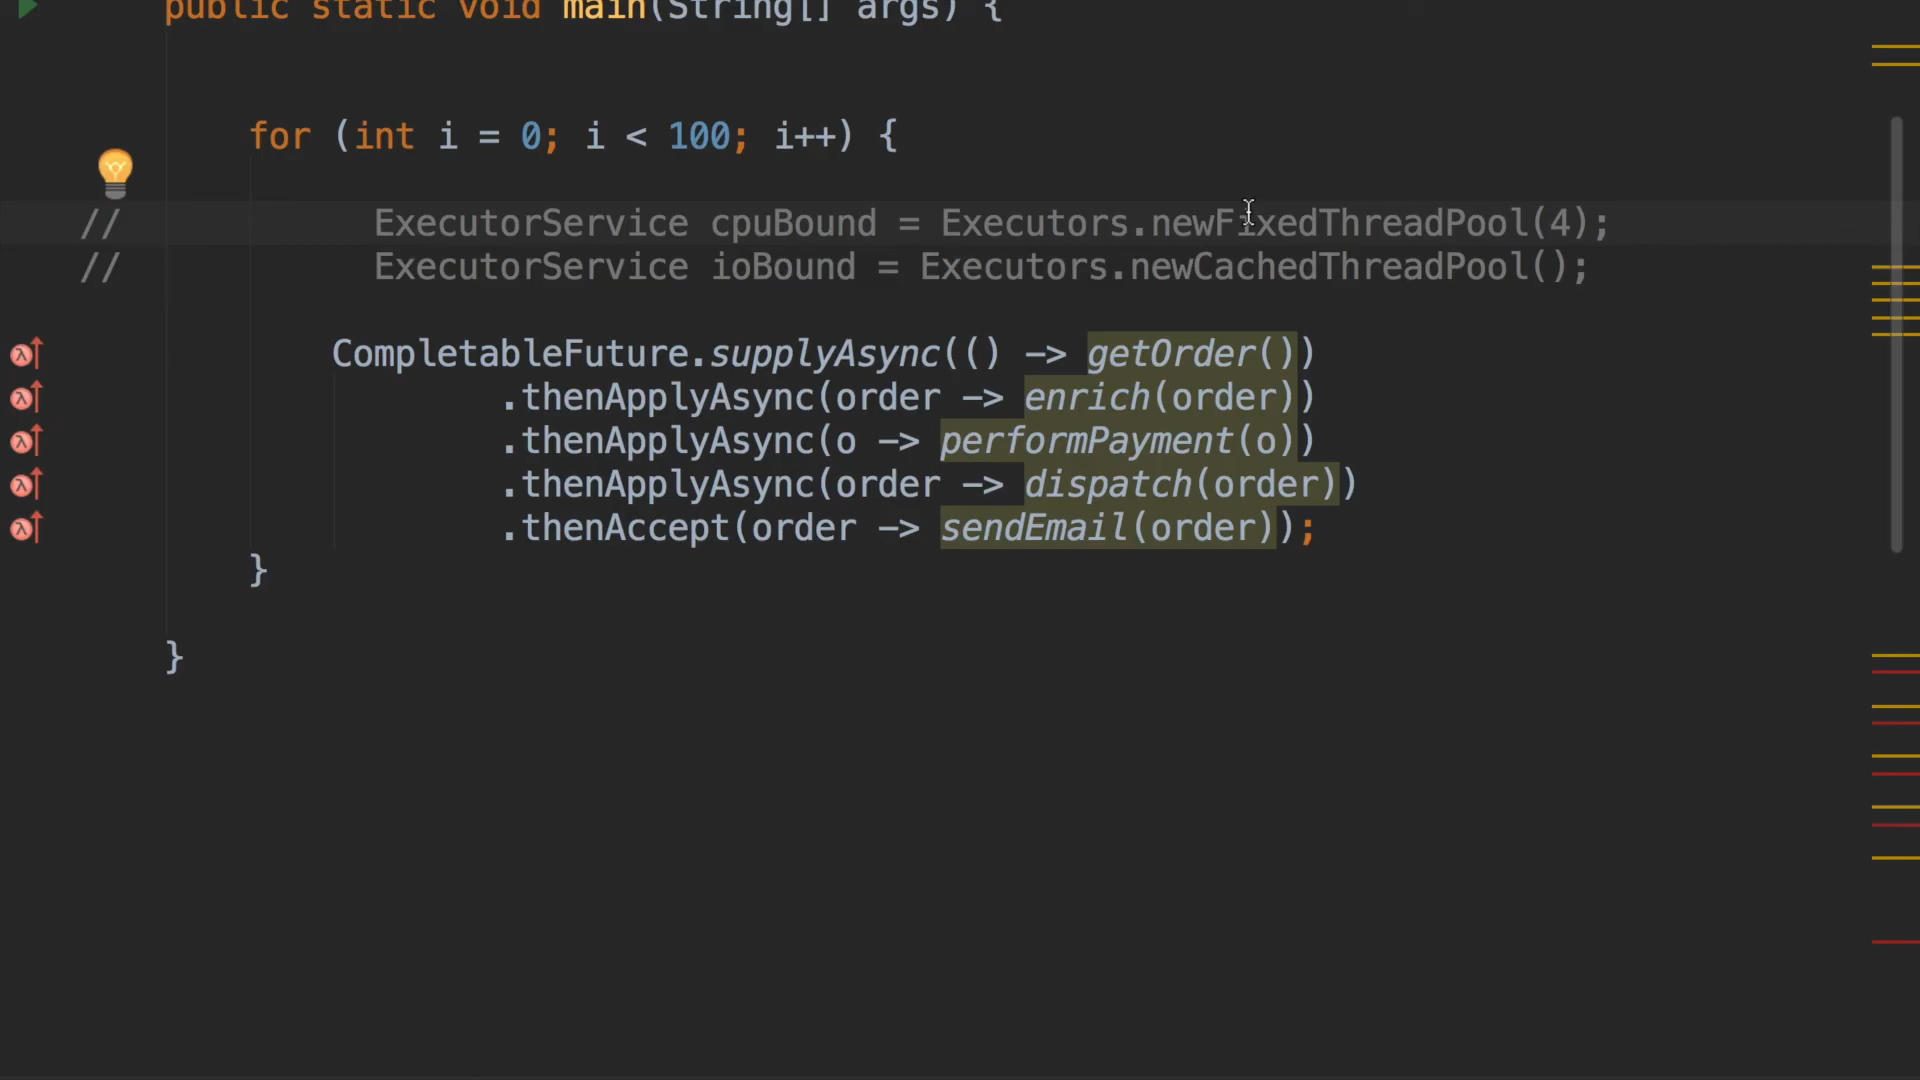 public static void main(String[] args) {
for (int i = 0; i < 100; i++) {
// ExecutorService cpuBound = Executors.newFixedThreadPool(4);
// ExecutorService ioBound = Executors.newCachedThreadPool();
CompletableFuture.supplyAsync(() -> getOrder())
.thenApplyAsync(order -> enrich(order))
.thenApplyAsync(o -> performPayment(o))
.thenApplyAsync(order -> dispatch(order))
.thenAccept(order -> sendEmail(order));
}
}